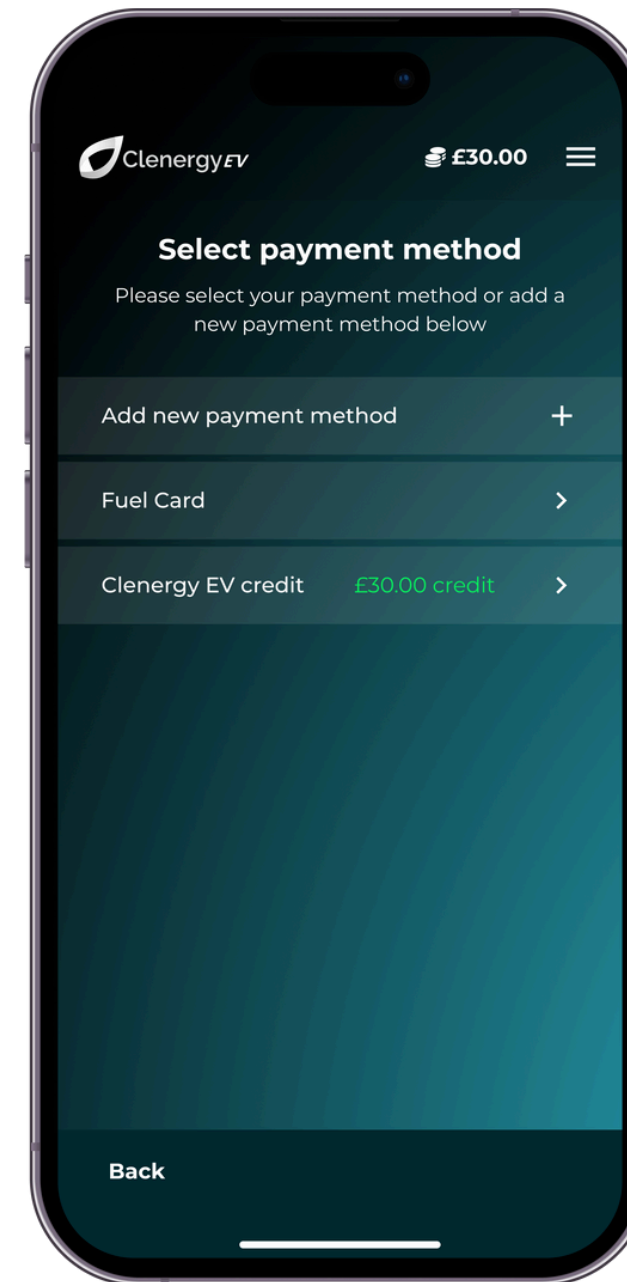 Clenergy EV
£30.00
Select payment method
Please select your payment method or add a
new payment method below
Add new payment method
Fuel Card
Clenergy EV credit £30.00 credit
Back